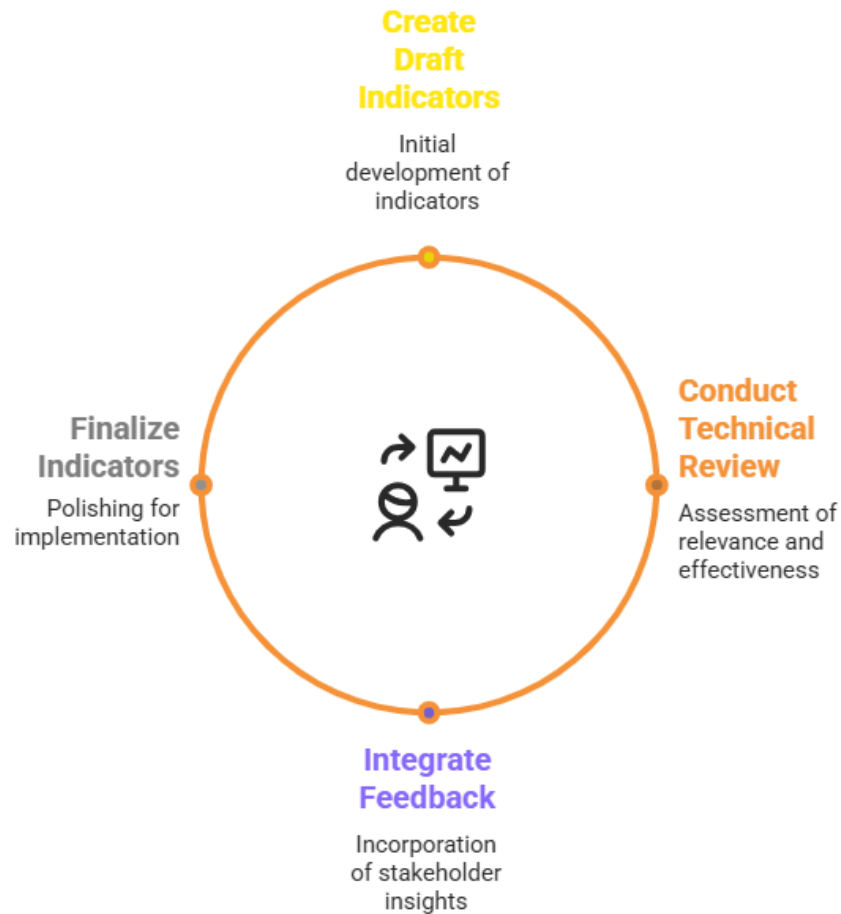 Create
Draft
Indicators
Initial
development of
indicators
Conduct
Technical
Review
Assessment of
relevance and
effectiveness
Integrate
Feedback
Incorporation
of stakeholder
insights
Finalize
Indicators
Polishing for
implementation